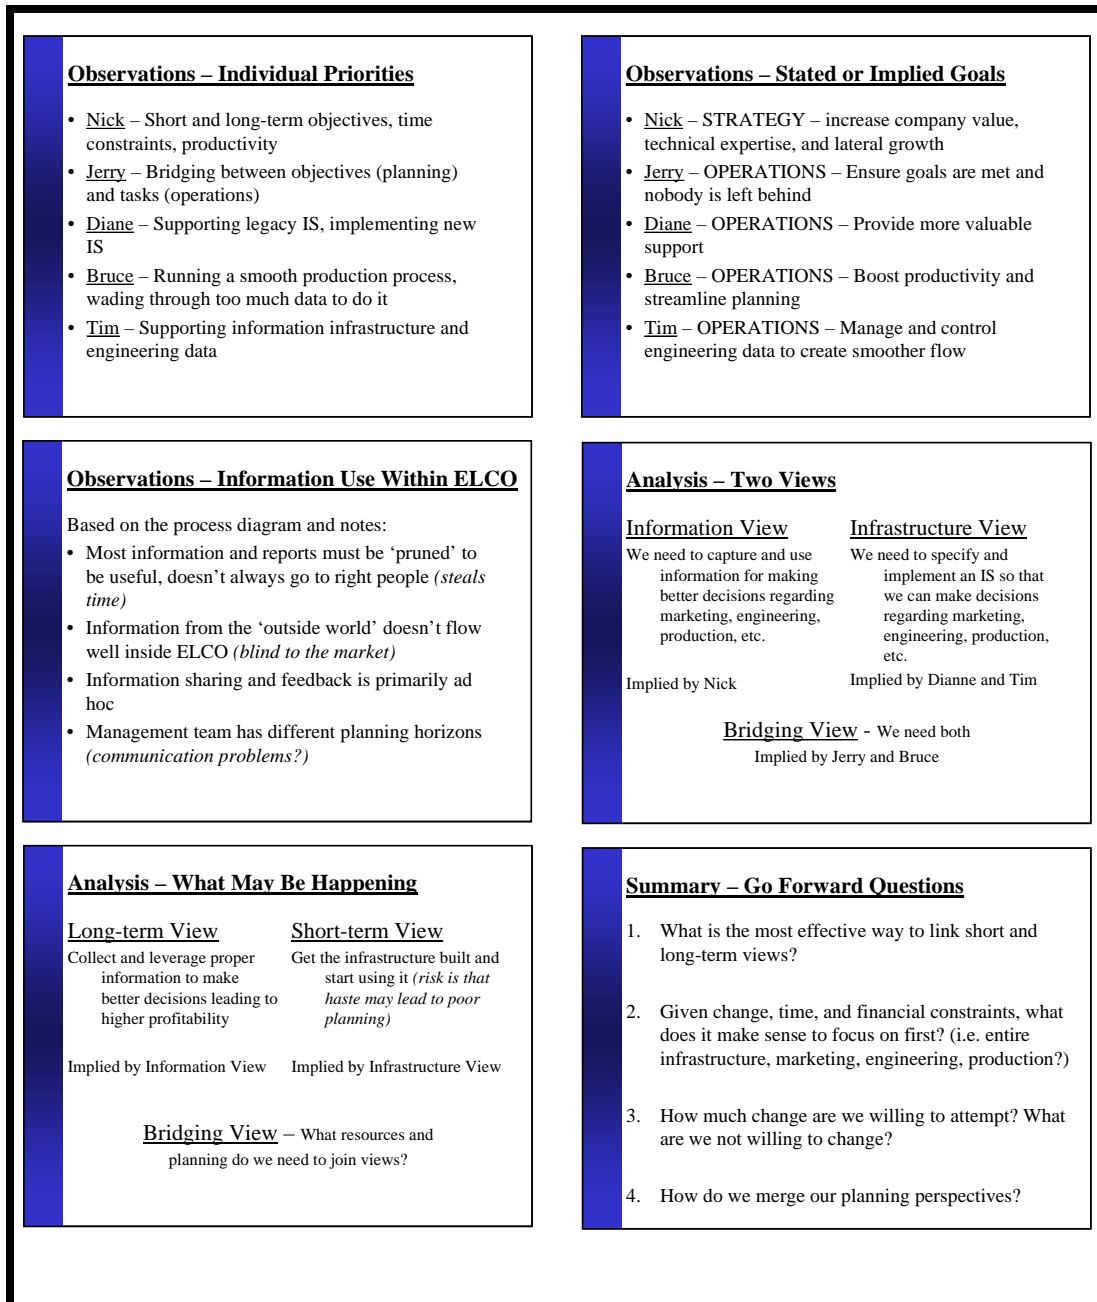 Observations – Individual Priorities
• Nick – Short and long-term objectives, time
constraints, productivity
• Jerry – Bridging between objectives (planning)
and tasks (operations)
• Diane – Supporting legacy IS, implementing new
IS
• Bruce – Running a smooth production process,
wading through too much data to do it
• Tim – Supporting information infrastructure and
engineering data
Observations – Stated or Implied Goals
• Nick – STRATEGY – increase company value,
technical expertise, and lateral growth
• Jerry – OPERATIONS – Ensure goals are met and
nobody is left behind
• Diane – OPERATIONS – Provide more valuable
support
• Bruce – OPERATIONS – Boost productivity and
streamline planning
• Tim – OPERATIONS – Manage and control
engineering data to create smoother flow
Observations – Information Use Within ELCO
Based on the process diagram and notes:
• Most information and reports must be ‘pruned’ to
be useful, doesn’t always go to right people (steals
time)
• Information from the ‘outside world’ doesn’t flow
well inside ELCO (blind to the market)
• Information sharing and feedback is primarily ad
hoc
• Management team has different planning horizons
(communication problems?)
Analysis – Two Views
Information View
We need to capture and use
information for making
better decisions regarding
marketing, engineering,
production, etc.
Implied by Nick
Infrastructure View
We need to specify and
implement an IS so that
we can make decisions
regarding marketing,
engineering, production,
etc.
Implied by Dianne and Tim
Bridging View - We need both
Implied by Jerry and Bruce
Analysis – What May Be Happening
Long-term View
Collect and leverage proper
information to make
better decisions leading to
higher profitability
Implied by Information View
Short-term View
Get the infrastructure built and
start using it (risk is that
haste may lead to poor
planning)
Implied by Infrastructure View
Bridging View – What resources and
planning do we need to join views?
Summary – Go Forward Questions
1. What is the most effective way to link short and
long-term views?
2. Given change, time, and financial constraints, what
does it make sense to focus on first? (i.e. entire
infrastructure, marketing, engineering, production?)
3. How much change are we willing to attempt? What
are we not willing to change?
4. How do we merge our planning perspectives?